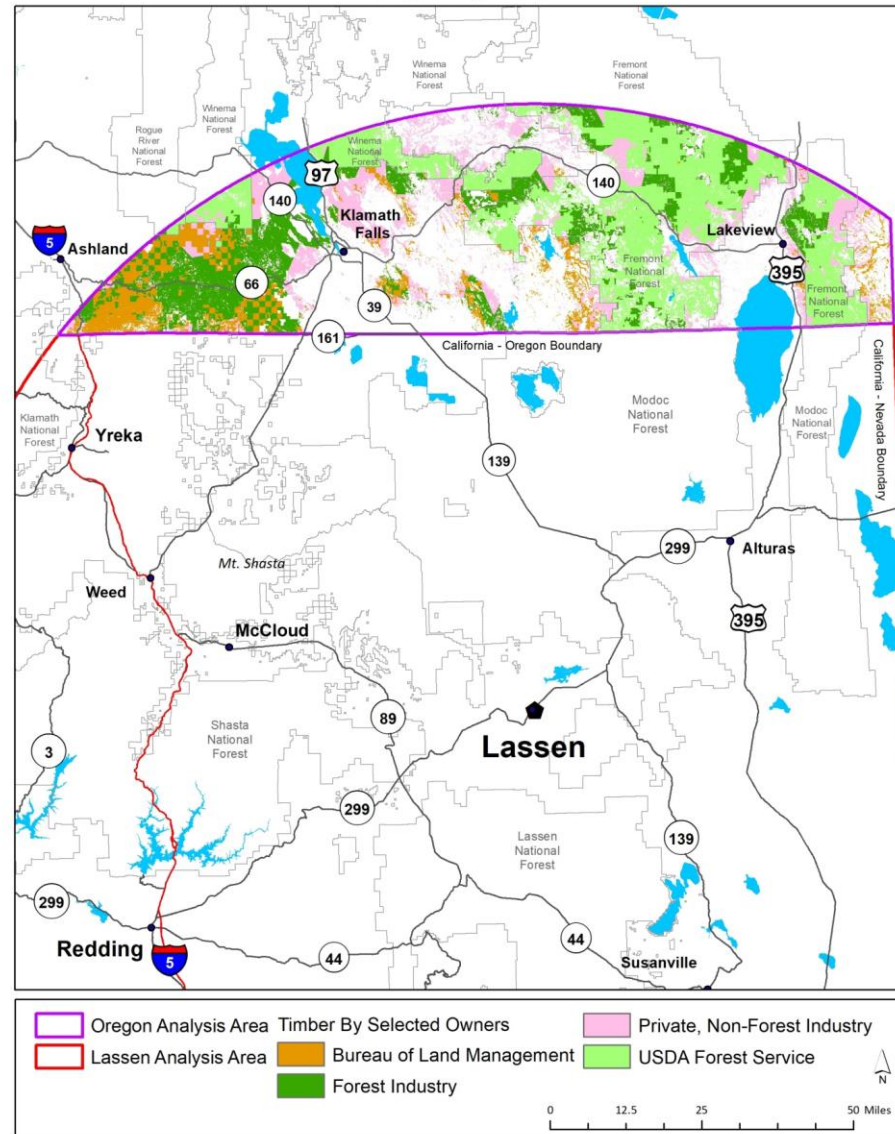 Winema
National
Forest
Fremont
National
Forest
Winema
National
Forest
Rogue
River
National
Forest
Winema
National
Forest
97
140
140
Klamath
Falls
5
Ashland
Lakeview
66
Fremont
National
Forest
395
Fremont
National
Forest
39
161
California - Oregon Boundary
California - Nevada Boundary
Klamath
National
Forest
Modoc
National
Forest
Modoc
National
Forest
Yreka
139
299
Alturas
Mt. Shasta
Weed
395
McCloud
89
Lassen
Shasta
National
Forest
3
299
Lassen
National
Forest
139
299
Redding
5
44
44
Susanville
Oregon Analysis Area
Lassen Analysis Area
Timber By Selected Owners
Bureau of Land Management
Forest Industry
Private, Non-Forest Industry
USDA Forest Service
N
0 12.5 25 50 Miles